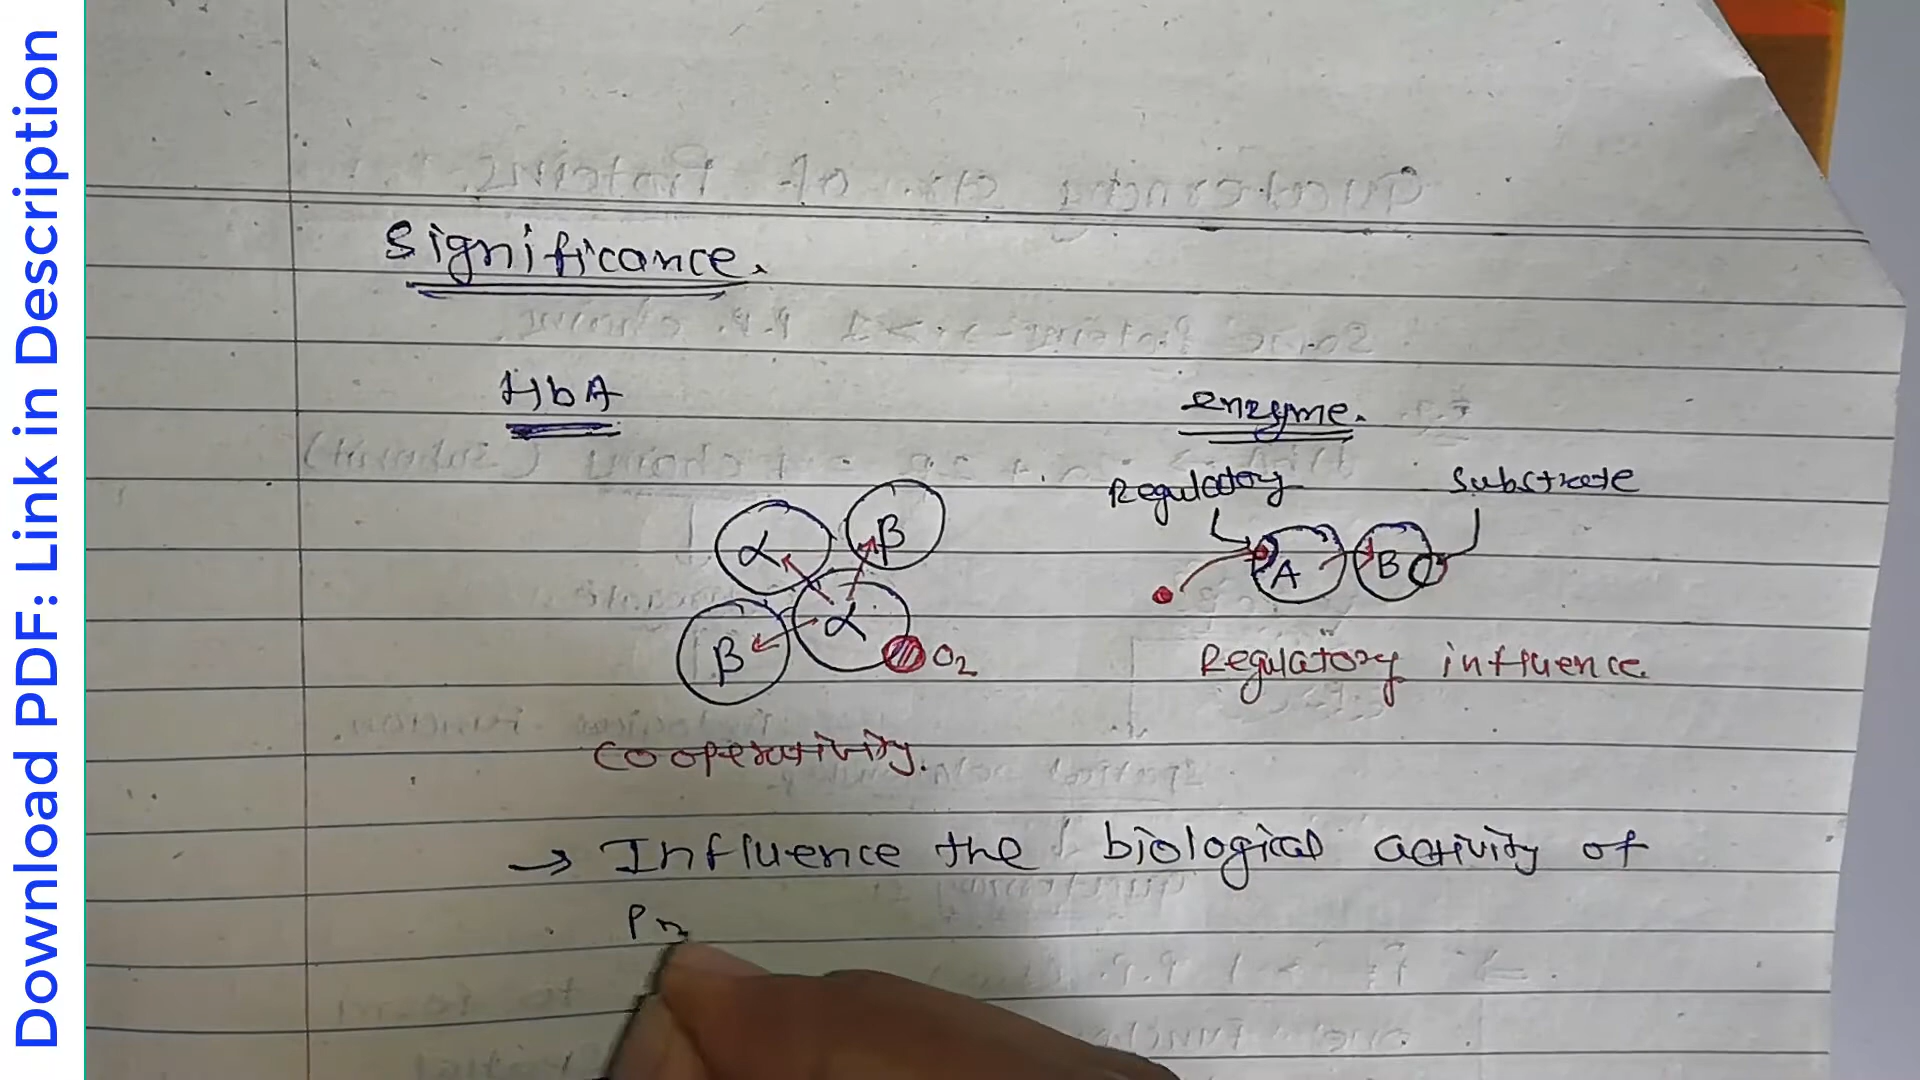 Download PDF: Link in Description
Significance.
HbA
enzyme.
Regulatory
Substrate
α
β
A
B
β
α
O2
Regulatory influence.
Cooperativity.
→ Influence the biological activity of
Pr